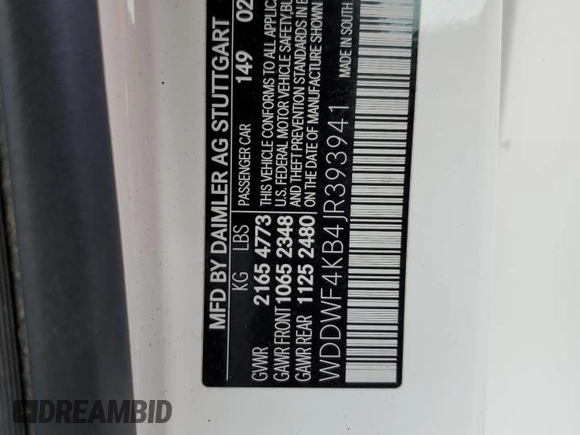 MFD BY DAIMLER AG STUTTGART
KG LBS PASSENGER CAR 149 02
GVWR 2165 4773 THIS VEHICLE CONFORMS TO ALL APPLIC
GAWR FRONT 1065 2348 U.S. FEDERAL MOTOR VEHICLE SAFETY,
GAWR REAR 1125 2480 AND THEFT PREVENTION STANDARDS IN
ON THE DATE OF MANUFACTURE SHOWN
WDDWF4KB4JR393941 MADE IN SOUTH
DREAMBID